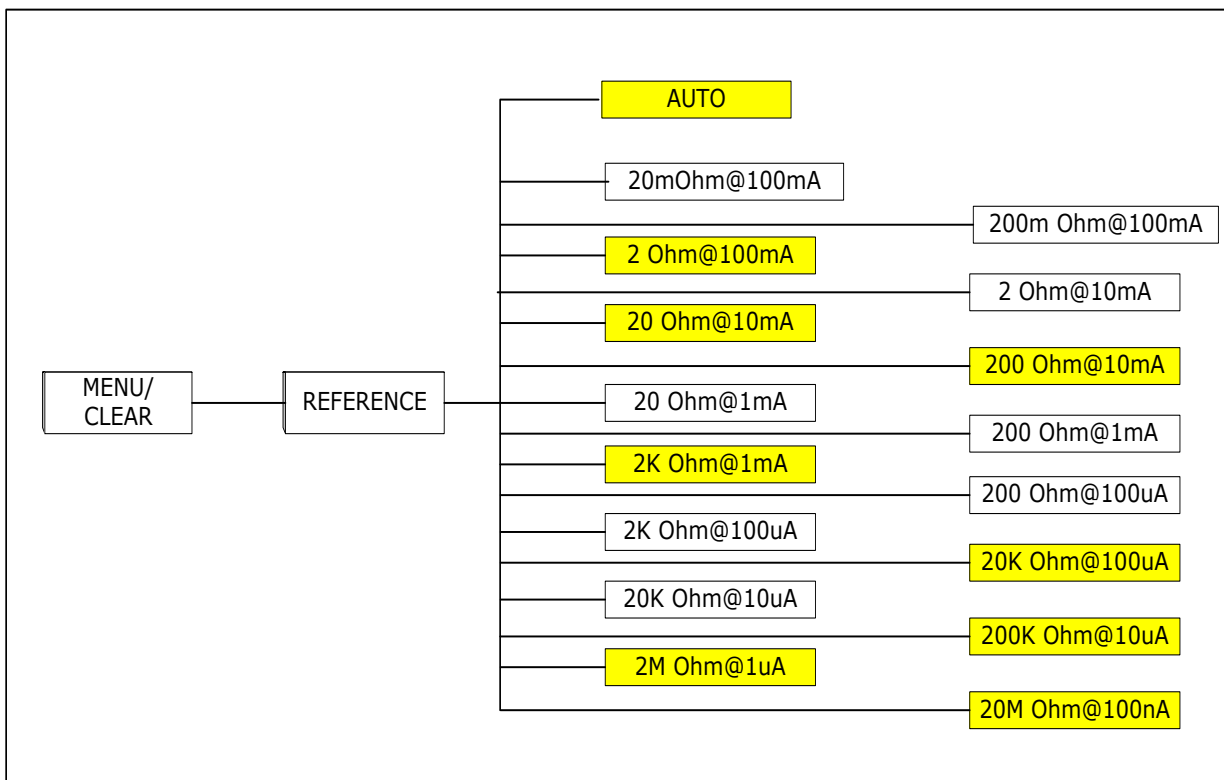 AUTO
20mOhm@100mA
200m Ohm@100mA
2 Ohm@100mA
2 Ohm@10mA
20 Ohm@10mA
200 Ohm@10mA
MENU/
CLEAR
REFERENCE
20 Ohm@1mA
200 Ohm@1mA
2K Ohm@1mA
200 Ohm@100uA
2K Ohm@100uA
20K Ohm@100uA
20K Ohm@10uA
200K Ohm@10uA
2M Ohm@1uA
20M Ohm@100nA